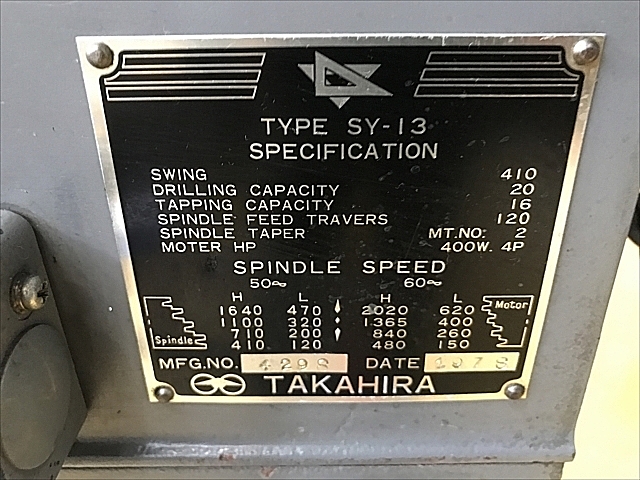 TYPE SY-13
SPECIFICATION
SWING 410
DRILLING CAPACITY 20
TAPPING CAPACITY 16
SPINDLE FEED TRAVERS 120
SPINDLE TAPER MT.NO: 2
MOTER HP 400W. 4P
SPINDLE SPEED
50∞ 60∞
H L H L
1640 470 2020 620 Motor
1100 320 1365 400
710 200 840 260
Spindle 410 120 480 150
MFG.NO. DATE 1978
TAKAHIRA